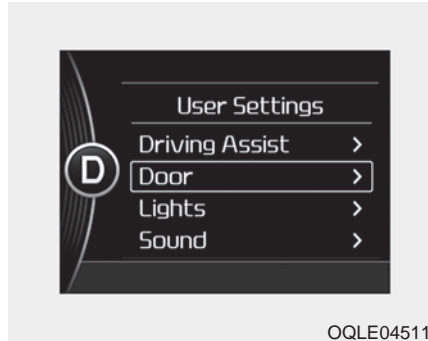 User Settings
Driving Assist >
D
Door >
Lights >
Sound >
OQLE04511